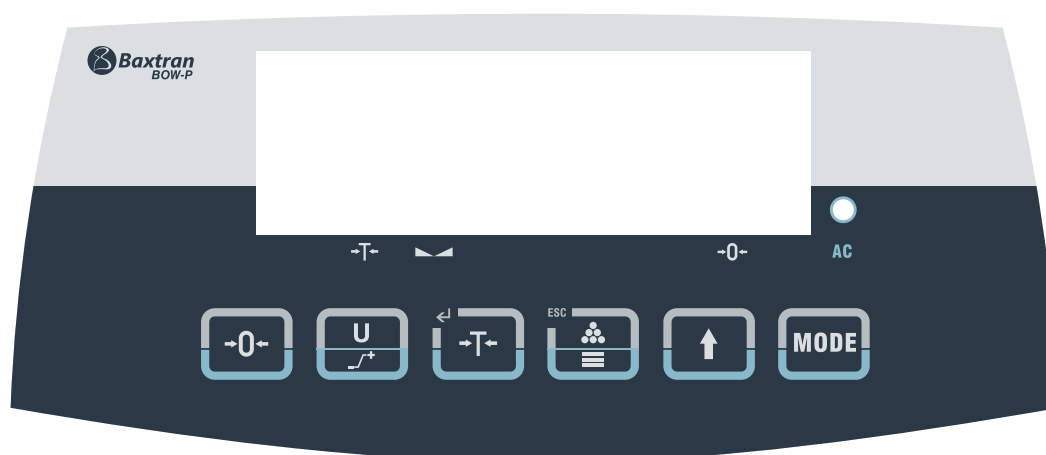 Baxtran
BOW-P
→T←
→0←
AC
→0←
U
→T←
ESC
MODE